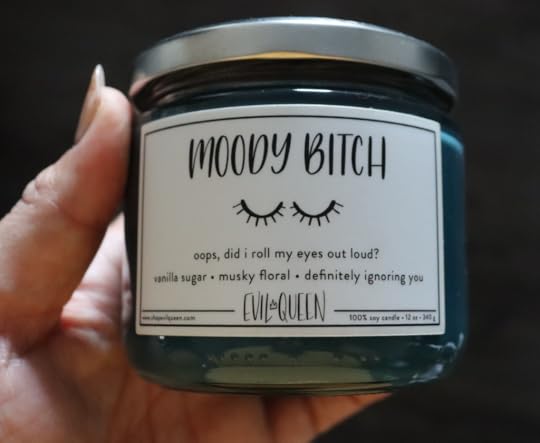 MOODY BITCH
oops, did i roll my eyes out loud?
vanilla sugar • musky floral • definitely ignoring you
EVIL QUEEN
www.shopevilqueen.com
100% soy candle • 12 oz • 340 g